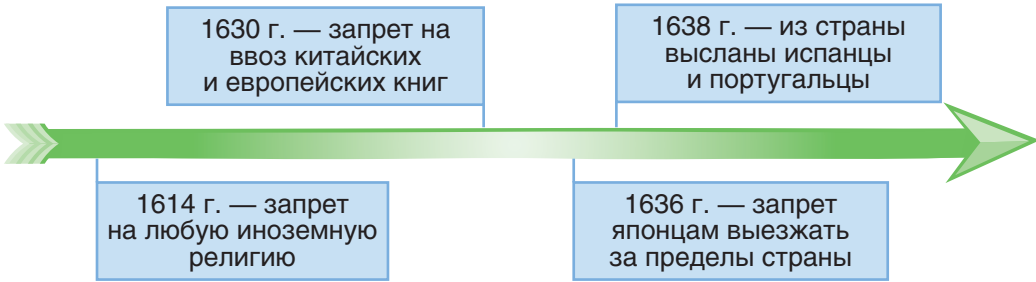 1630 г. — запрет на
ввоз китайских
и европейских книг
1638 г. — из страны
высланы испанцы
и португальцы
1614 г. — запрет
на любую иноземную
религию
1636 г. — запрет
японцам выезжать
за пределы страны